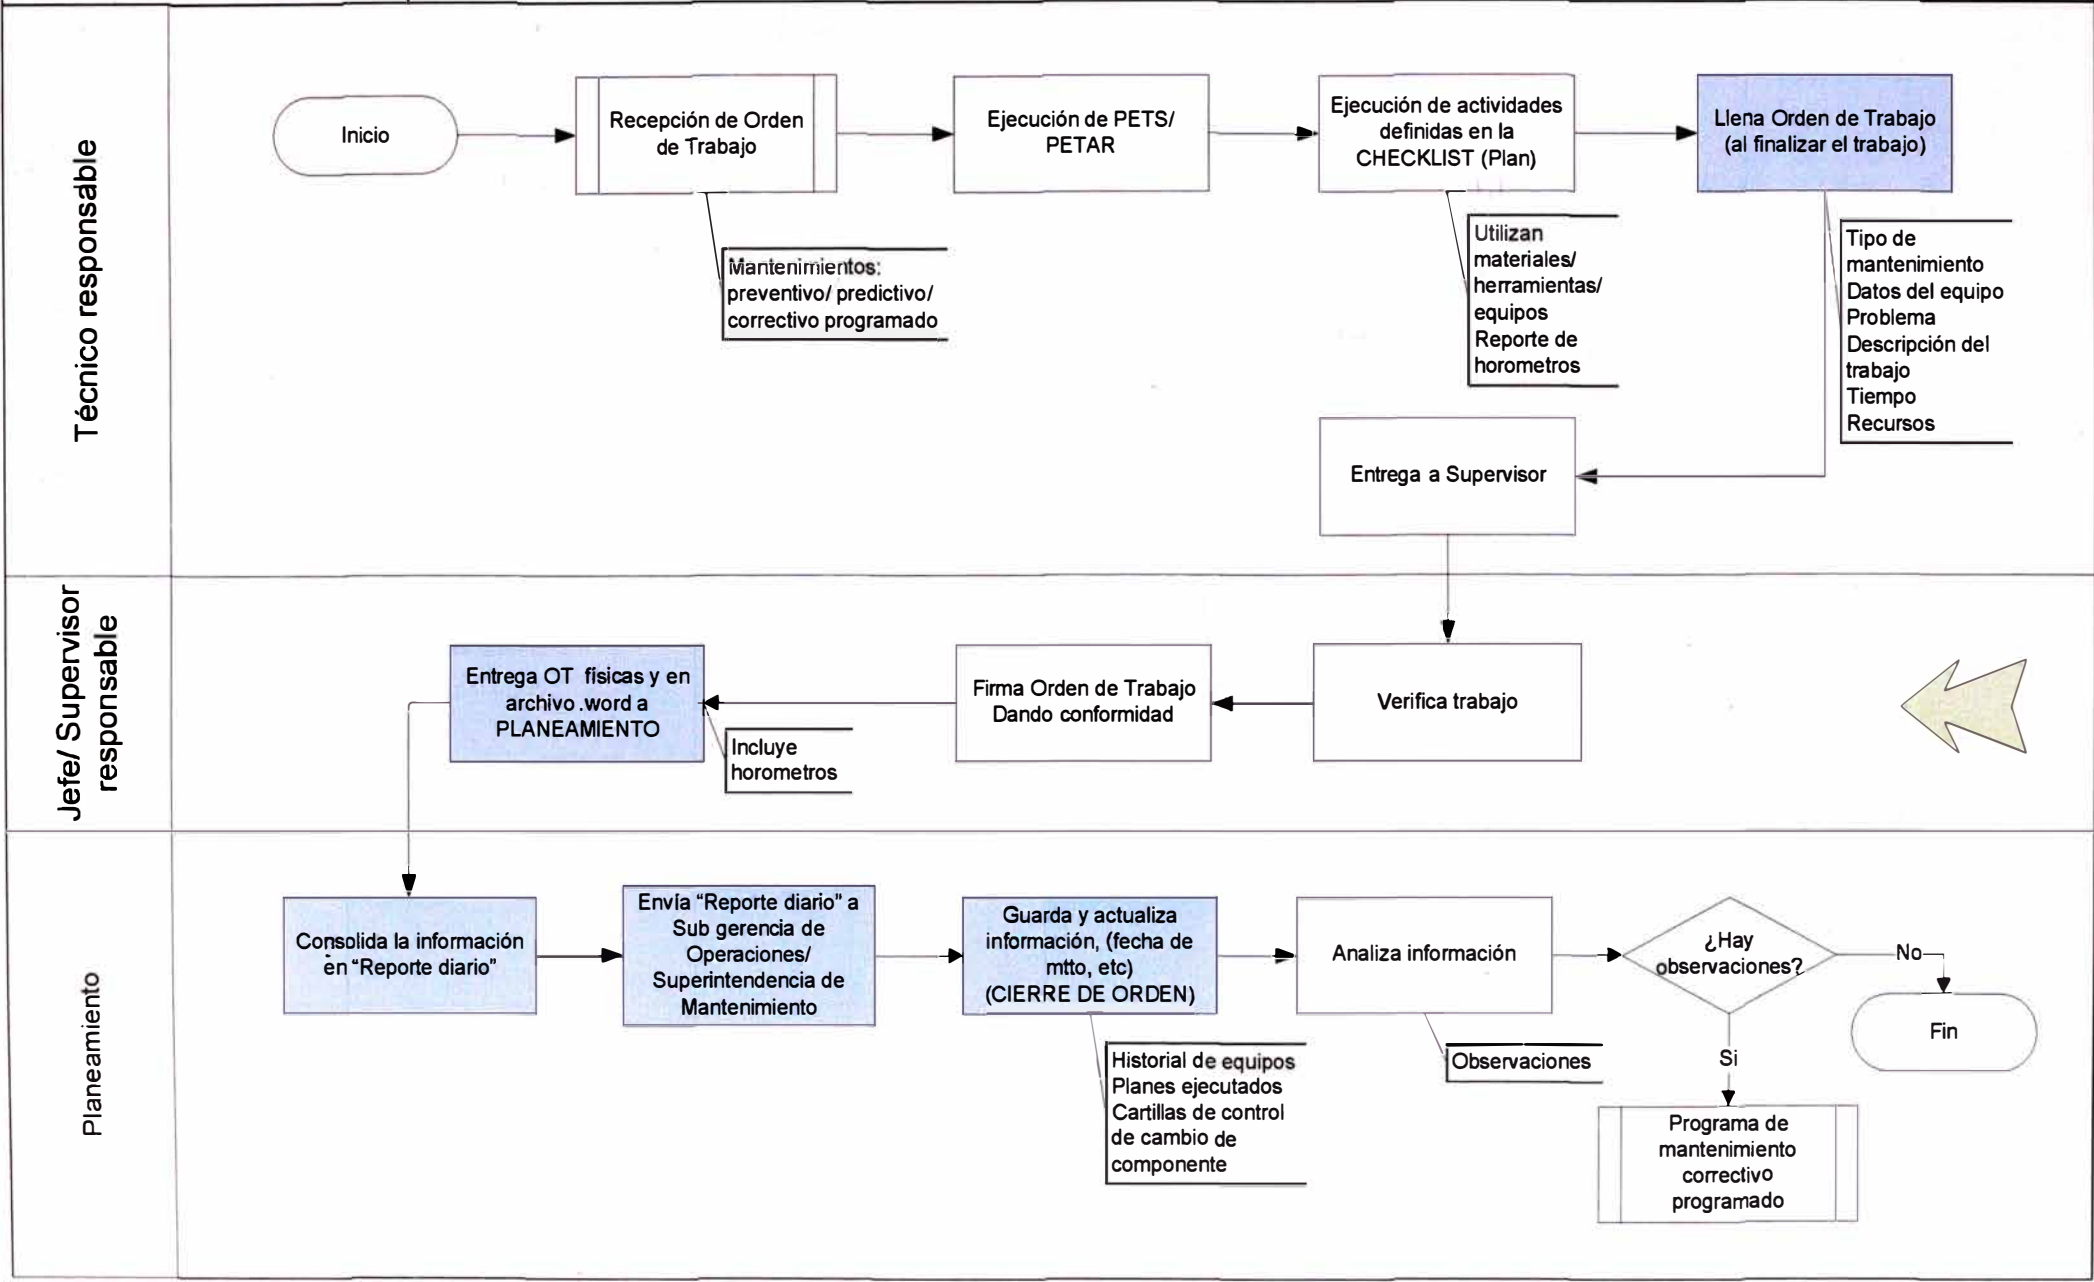 Técnico responsable
Inicio
Recepción de Orden
de Trabajo
Mantenimientos:
preventivo/ predictivo/
correctivo programado
Ejecución de PETS/
PETAR
Ejecución de actividades
definidas en la
CHECKLIST (Plan)
Utilizan
materiales/
herramientas/
equipos
Reporte de
horometros
Llena Orden de Trabajo
(al finalizar el trabajo)
Tipo de
mantenimiento
Datos del equipo
Problema
Descripción del
trabajo
Tiempo
Recursos
Entrega a Supervisor
Jefe/ Supervisor
responsable
Verifica trabajo
Firma Orden de Trabajo
Dando conformidad
Entrega OT físicas y en
archivo .word a
PLANEAMIENTO
Incluye
horometros
Planeamiento
Consolida la información
en “Reporte diario”
Envía “Reporte diario” a
Sub gerencia de
Operaciones/
Superintendencia de
Mantenimiento
Guarda y actualiza
información, (fecha de
mtto, etc)
(CIERRE DE ORDEN)
Historial de equipos
Planes ejecutados
Cartillas de control
de cambio de
componente
Analiza información
Observaciones
¿Hay
observaciones?
No
Fin
Si
Programa de
mantenimiento
correctivo
programado